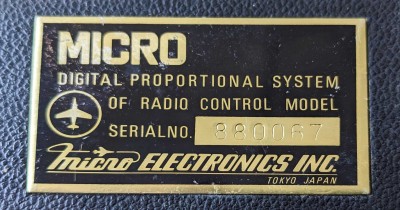 MICRO
DIGITAL PROPORTIONAL SYSTEM
OF RADIO CONTROL MODEL
SERIALNO. 880067
micro ELECTRONICS INC.
TOKYO JAPAN